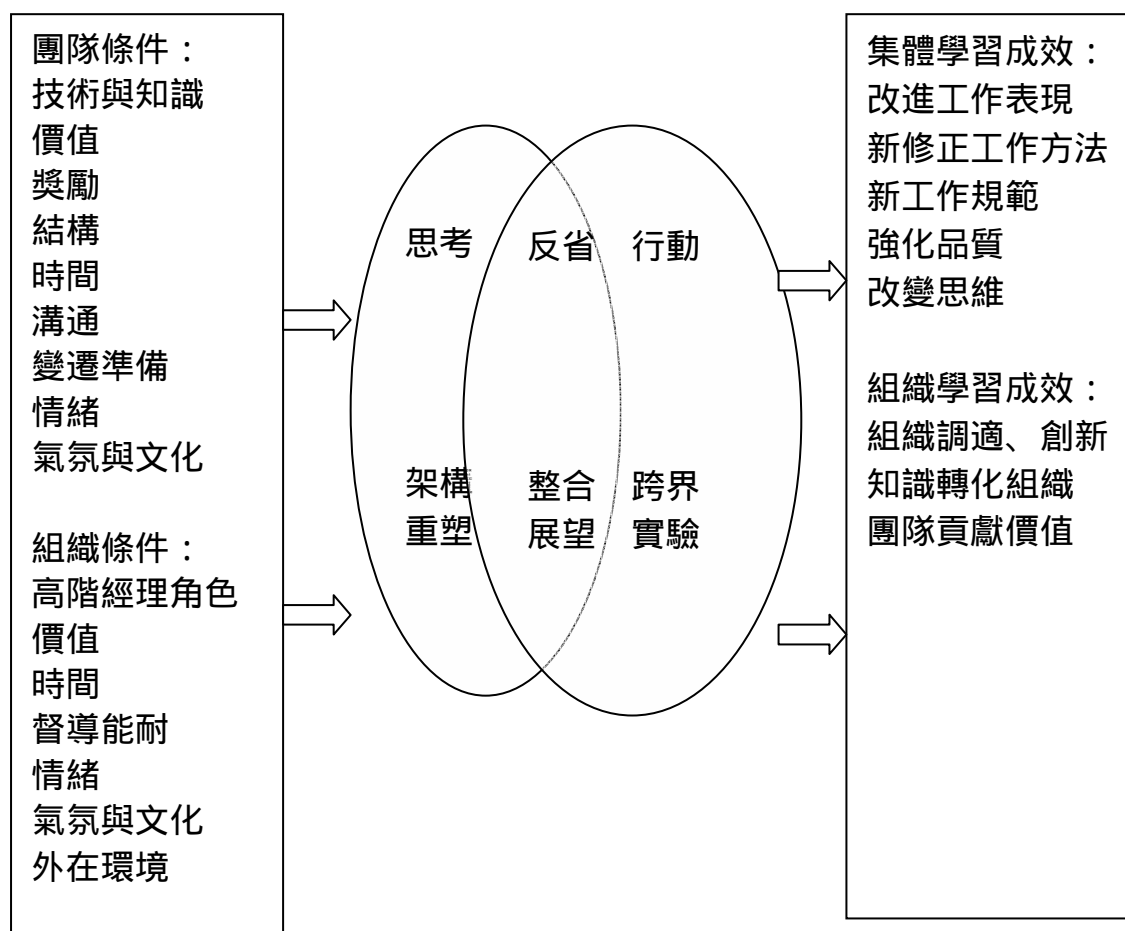 團隊條件：
技術與知識
價值
獎勵
結構
時間
溝通
變遷準備
情緒
氣氛與文化
組織條件：
高階經理角色
價值
時間
督導能耐
情緒
氣氛與文化
外在環境
思考
反省
行動
架構
重塑
整合
展望
跨界
實驗
集體學習成效：
改進工作表現
新修正工作方法
新工作規範
強化品質
改變思維
組織學習成效：
組織調適、創新
知識轉化組織
團隊貢獻價值